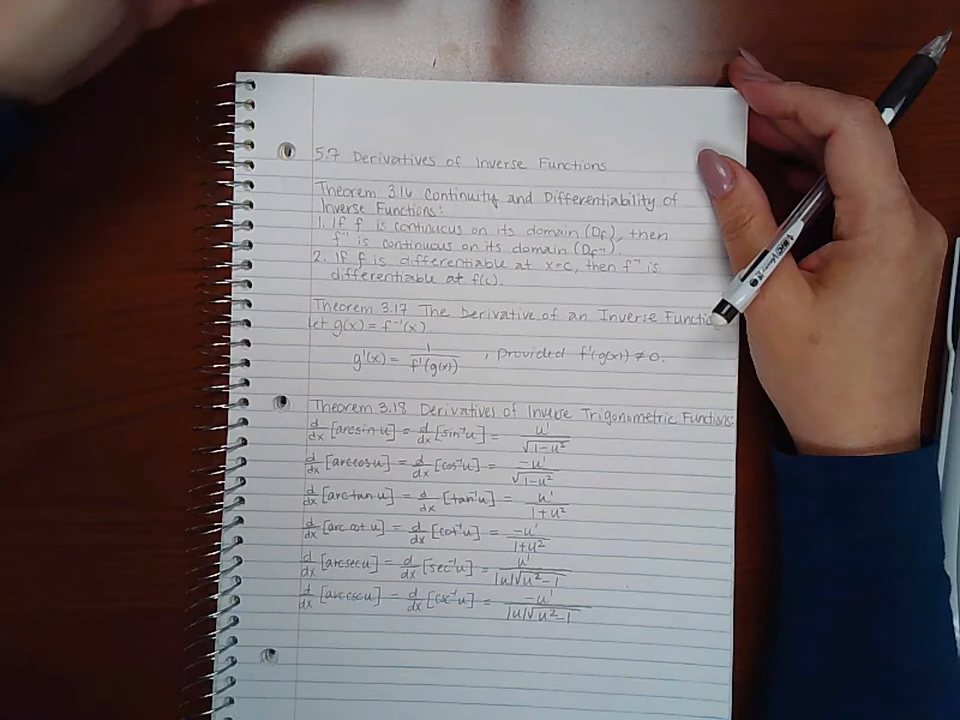 5.7 Derivatives of Inverse Functions
Theorem 3.16 Continuity and Differentiability of
Inverse Functions:
1. If f is continuous on its domain (Df), then
f⁻¹ is continuous on its domain (Df⁻¹).
2. If f is differentiable at x=c, then f⁻¹ is
differentiable at f(c).
Theorem 3.17 The Derivative of an Inverse
Let g(x) = f⁻¹(x).
g'(x) = 1/f'(g(x)) , provided f'(g(x)) ≠ 0.
Theorem 3.18 Derivatives of Inverse Trigonometric Functions:
d/dx [arcsin u] = d/dx [sin⁻¹u] = u'/√(1-u²)
d/dx [arccos u] = d/dx [cos⁻¹u] = -u'/√(1-u²)
d/dx [arctan u] = d/dx [tan⁻¹u] = u'/(1+u²)
d/dx [arc cot u] = d/dx [cot⁻¹u] = -u'/(1+u²)
d/dx [arcsec u] = d/dx [sec⁻¹u] = u'/(|u|√(u²-1))
d/dx [arccsc u] = d/dx [csc⁻¹u] = -u'/(|u|√(u²-1))
BIC